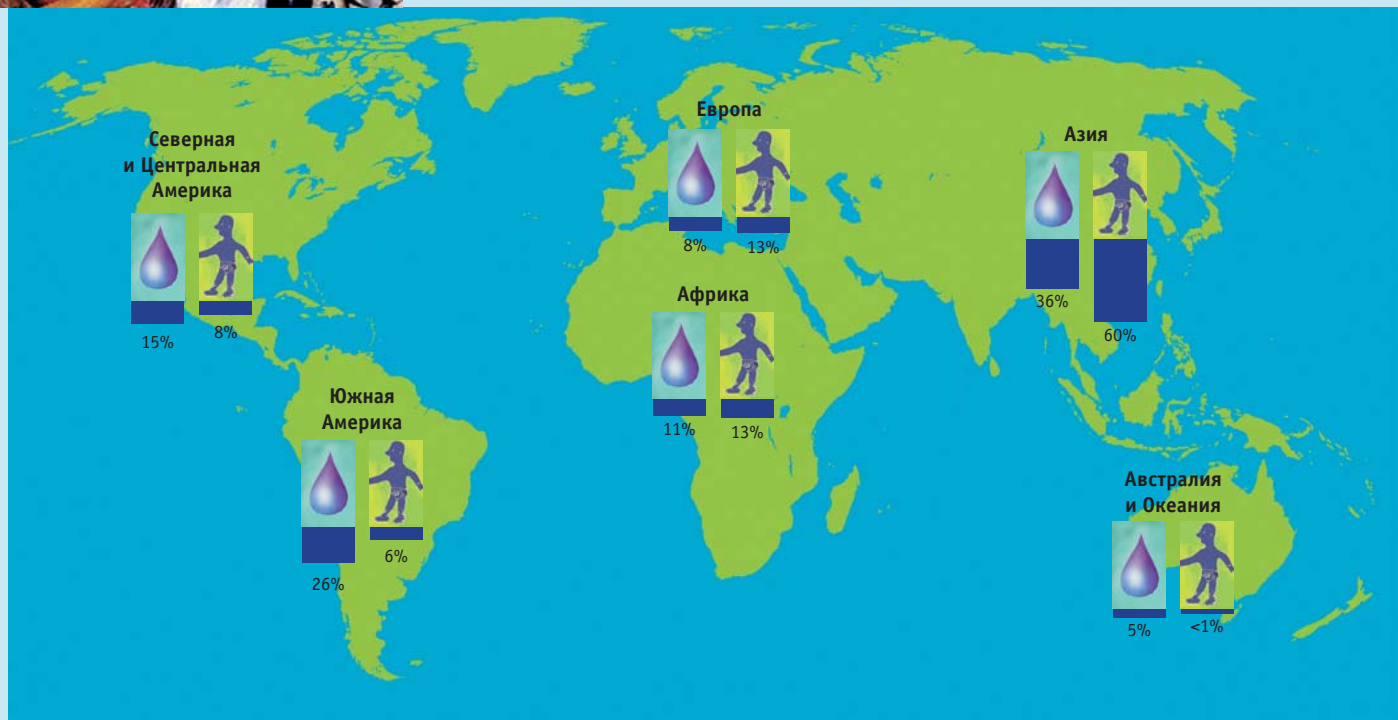 Северная
и Центральная
Америка
15%
8%
Южная
Америка
26%
6%
Европа
8%
13%
Африка
11%
13%
Азия
36%
60%
Австралия
и Океания
5%
<1%